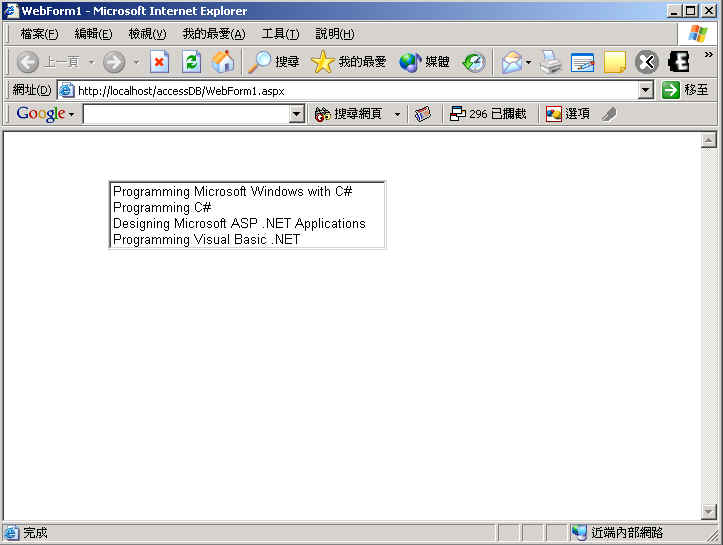 WebForm1 - Microsoft Internet Explorer
檔案(F) 編輯(E) 檢視(V) 我的最愛(A) 工具(T) 說明(H)
上一頁 搜尋 我的最愛 媒體
網址(D) http://localhost/accessDB/WebForm1.aspx 移至
Google 搜尋網頁 296 已攔截 選項
Programming Microsoft Windows with C#
Programming C#
Designing Microsoft ASP .NET Applications
Programming Visual Basic .NET
完成 近端內部網路